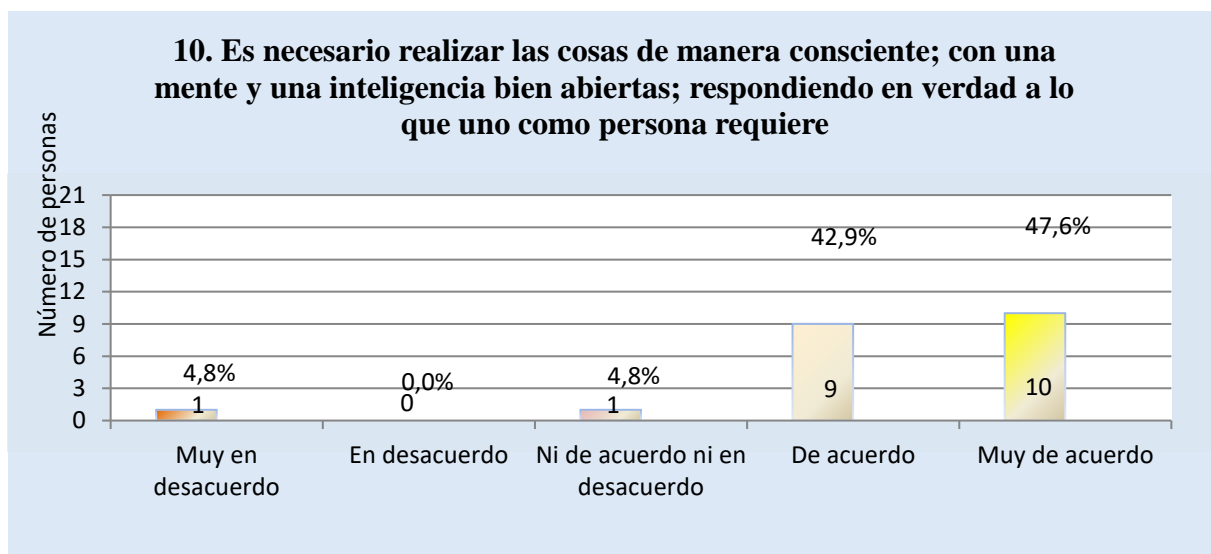 10. Es necesario realizar las cosas de manera consciente; con una
mente y una inteligencia bien abiertas; respondiendo en verdad a lo
que uno como persona requiere
Número de personas
21
18
15
12
9
6
3
0
4,8%
0,0%
4,8%
42,9%
47,6%
1
0
1
9
10
Muy en
desacuerdo
En desacuerdo
Ni de acuerdo ni en
desacuerdo
De acuerdo
Muy de acuerdo